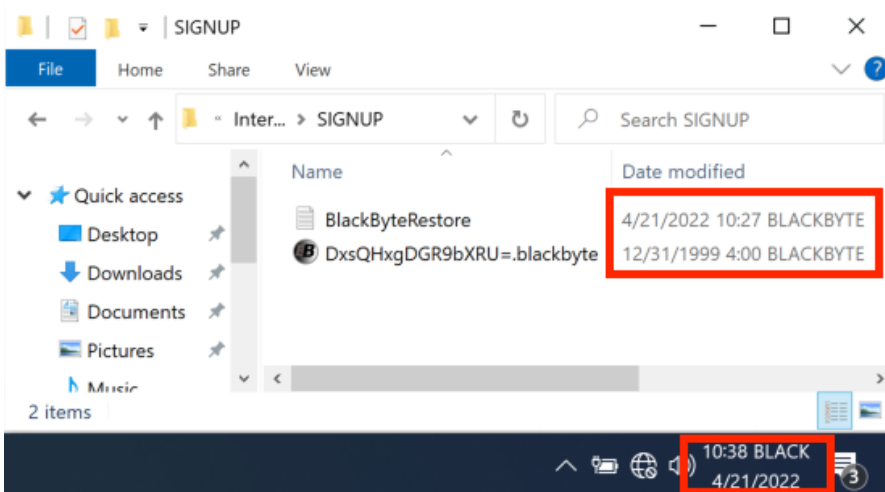 SIGNUP
File Home Share View
Inter... > SIGNUP Search SIGNUP
Name Date modified
Quick access
Desktop
Downloads
Documents
Pictures
Music
BlackByteRestore 4/21/2022 10:27 BLACKBYTE
DxsQHxgDGR9bXRU=.blackbyte 12/31/1999 4:00 BLACKBYTE
2 items
10:38 BLACK
4/21/2022
3